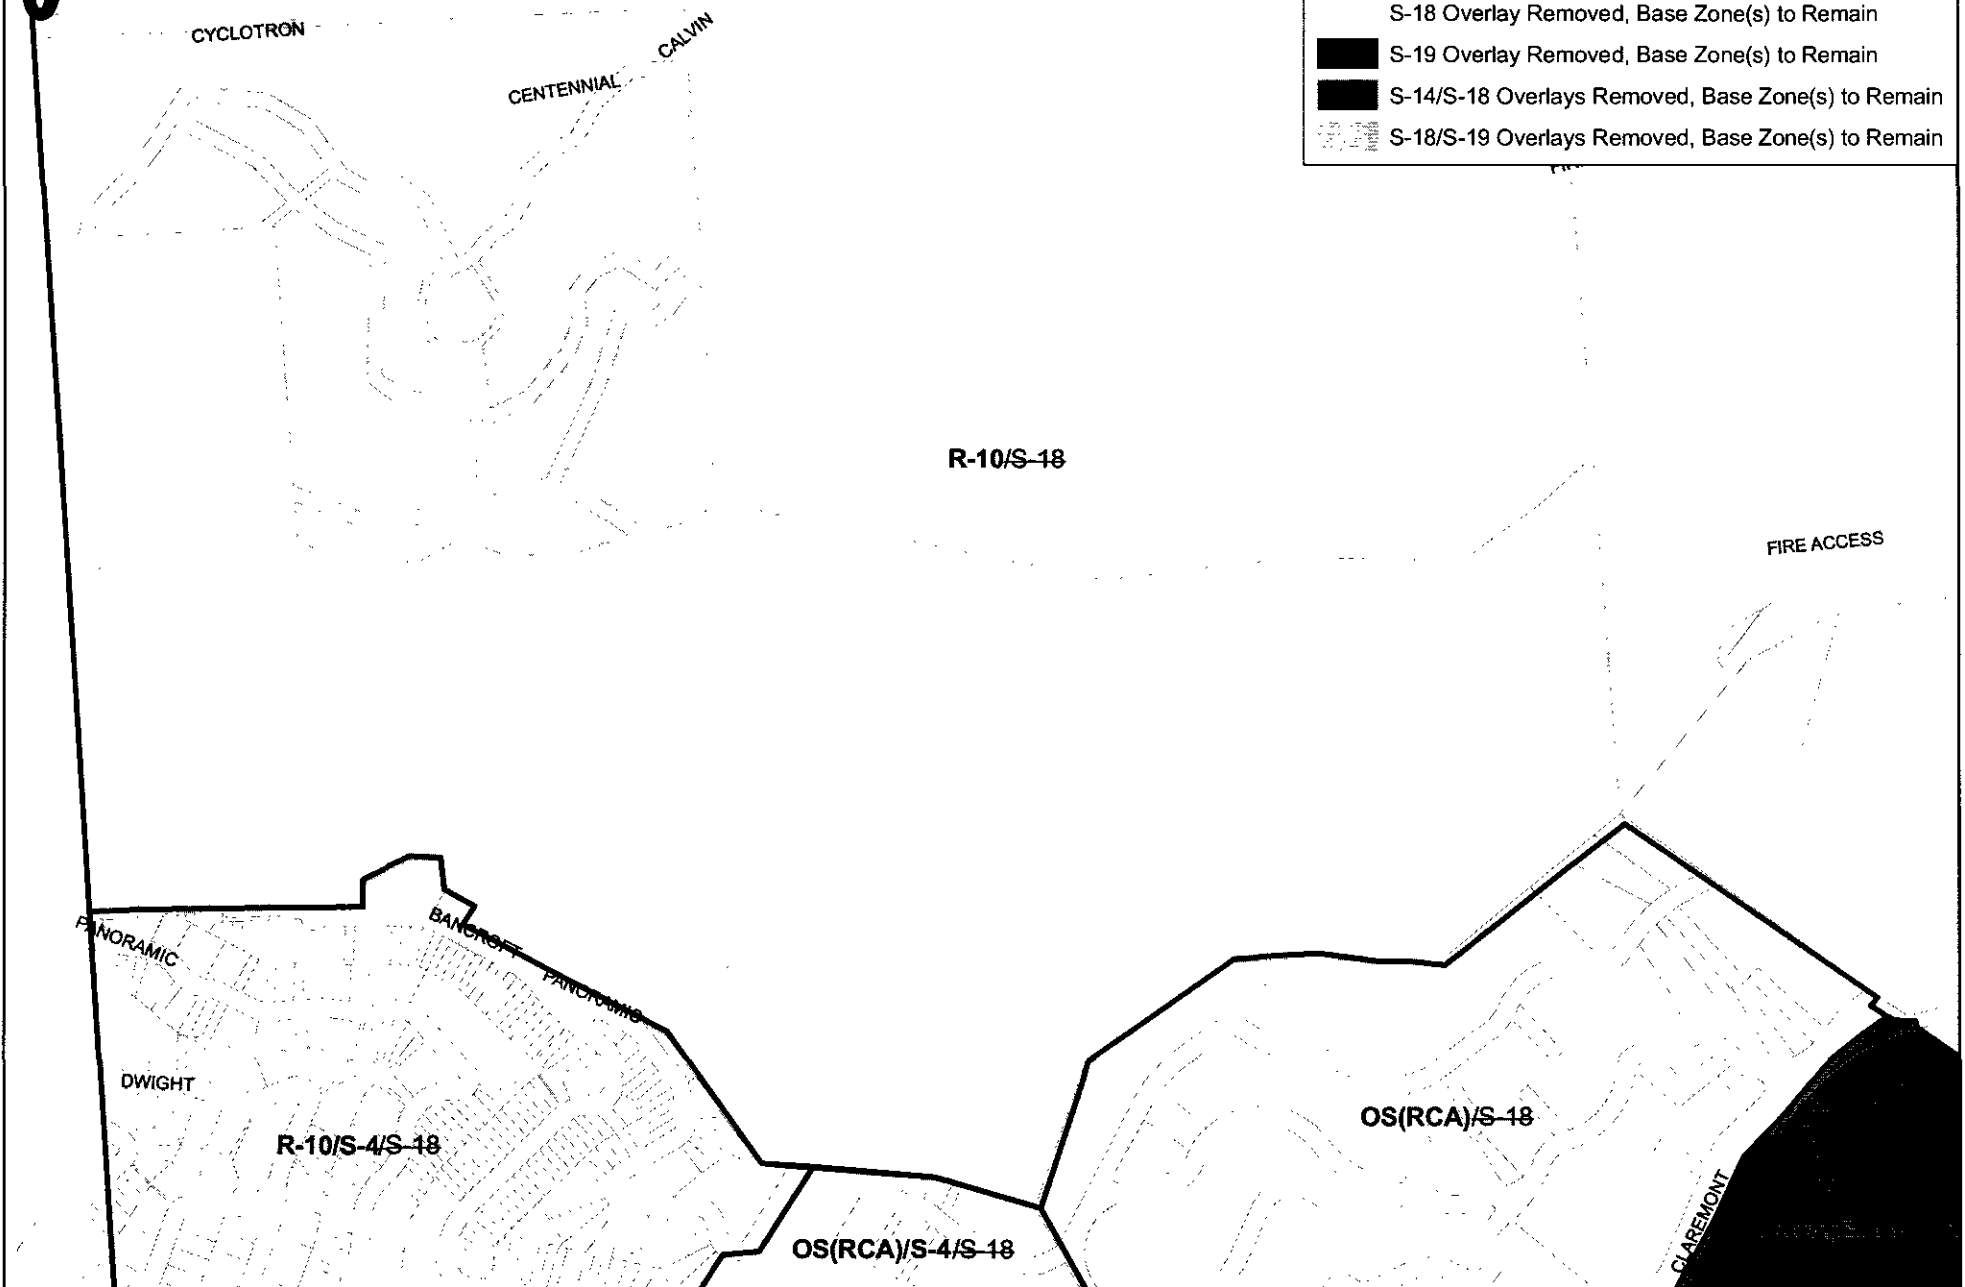 S-18 Overlay Removed, Base Zone(s) to Remain
S-19 Overlay Removed, Base Zone(s) to Remain
S-14/S-18 Overlays Removed, Base Zone(s) to Remain
S-18/S-19 Overlays Removed, Base Zone(s) to Remain
CYCLOTRON
CALVIN
CENTENNIAL
R-10/S-18
FIRE ACCESS
PANORAMIC
BANCROFT
PANORAMIC
DWIGHT
R-10/S-4/S-18
OS(RCA)/S-18
CLAREMONT
OS(RCA)/S-4/S-18